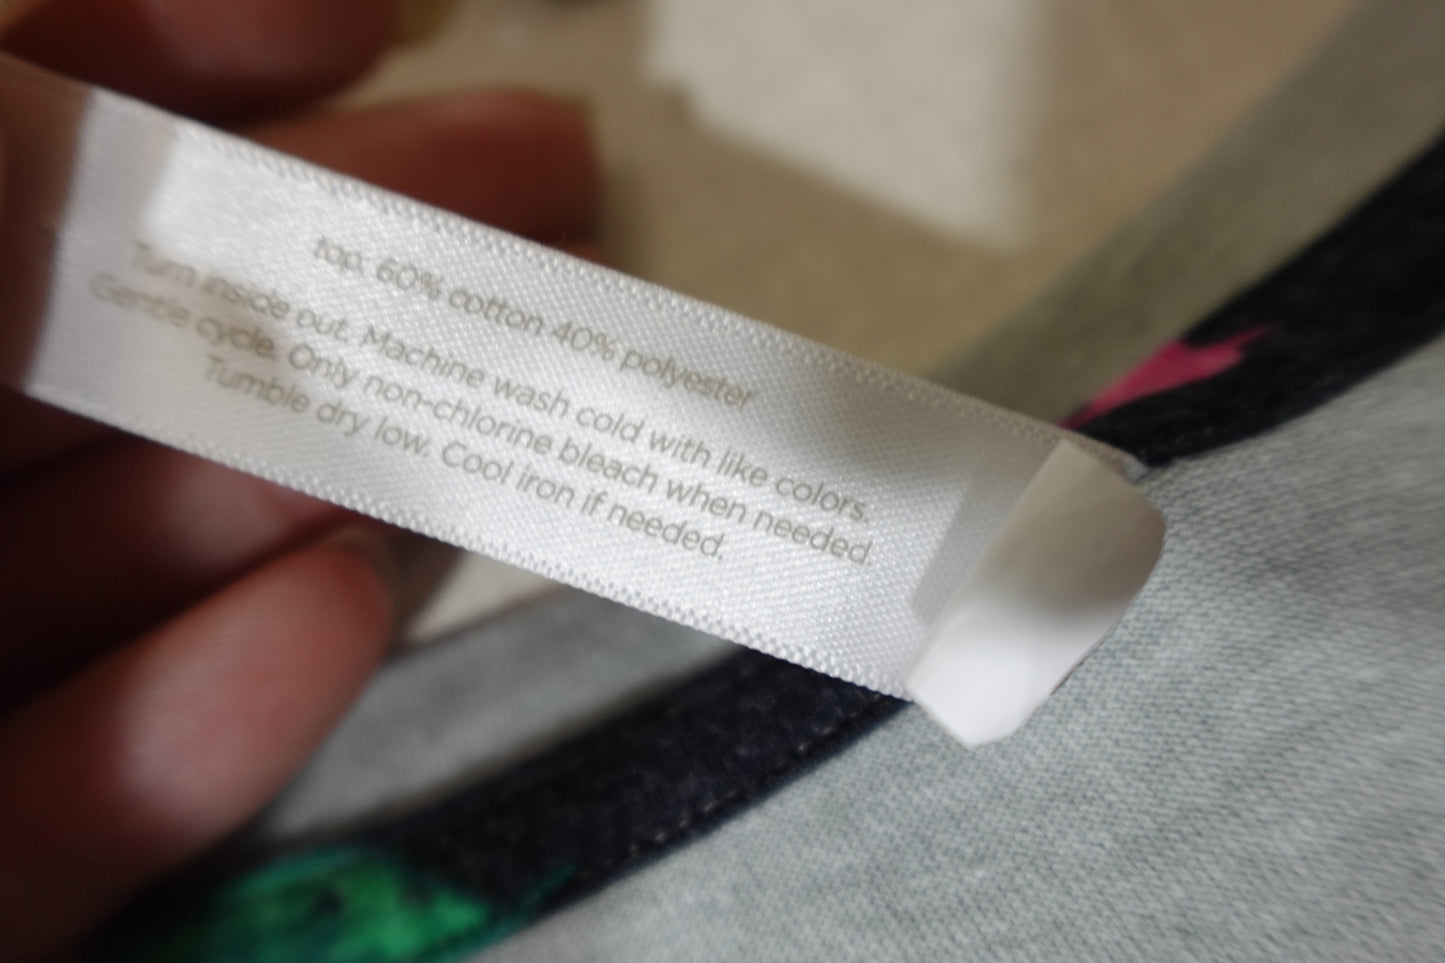 top: 60% cotton 40% polyester
Turn inside out. Machine wash cold with like colors.
Gentle cycle. Only non-chlorine bleach when needed.
Tumble dry low. Cool iron if needed.